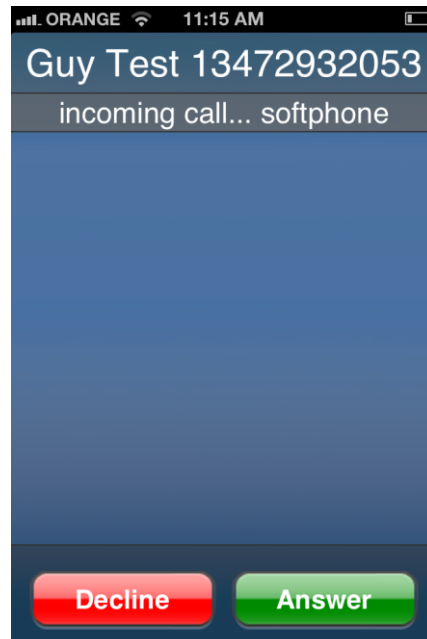 ORANGE 11:15 AM
Guy Test 13472932053
incoming call... softphone
Decline Answer